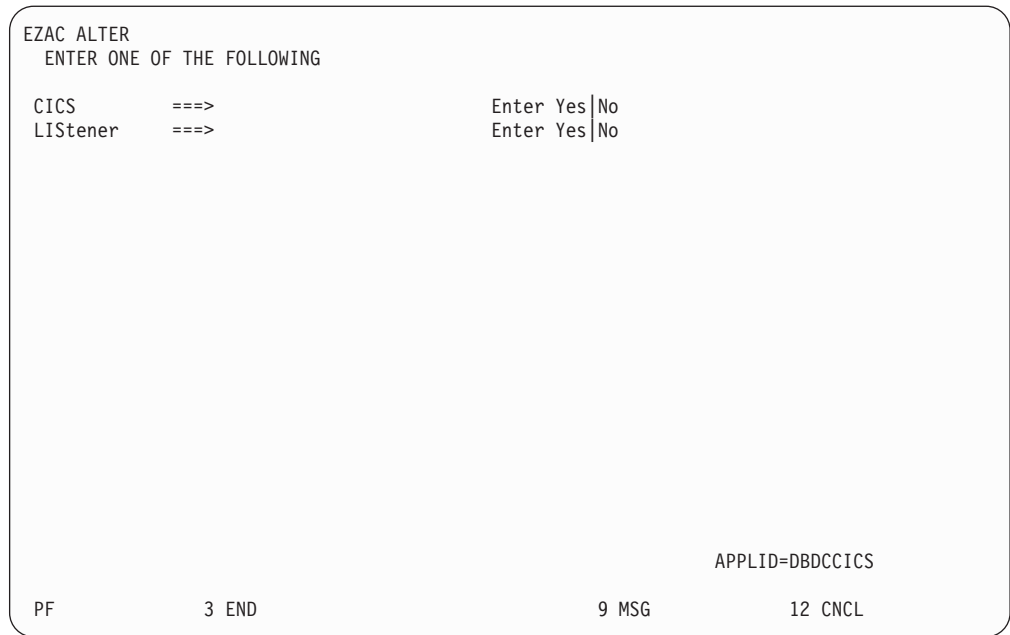 EZAC ALTER
ENTER ONE OF THE FOLLOWING
CICS ===> Enter Yes|No
LIStener ===> Enter Yes|No
APPLID=DBDCCICS
PF 3 END 9 MSG 12 CNCL